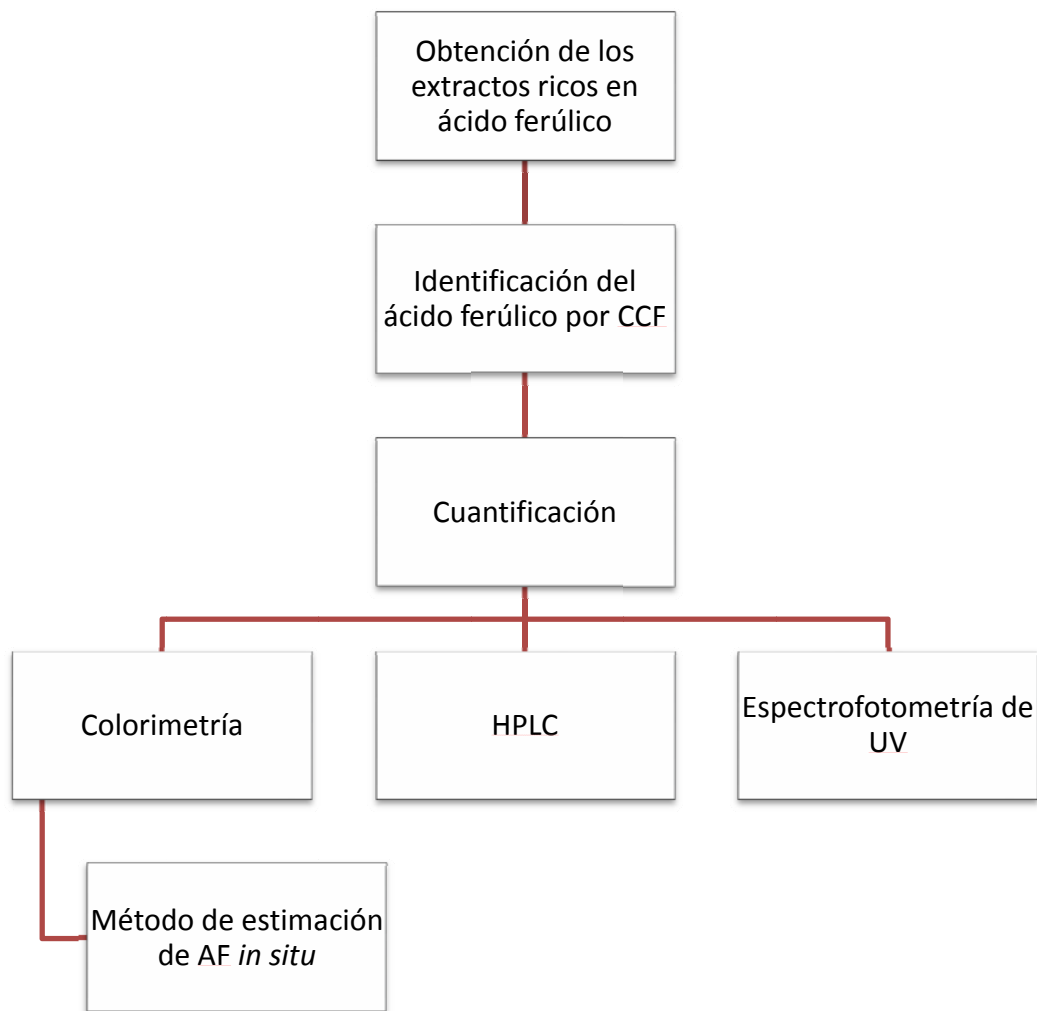 Obtención de los
extractos ricos en
ácido ferúlico
Identificación del
ácido ferúlico por CCF
Cuantificación
Colorimetría
HPLC
Espectrofotometría de
UV
Método de estimación
de AF in situ